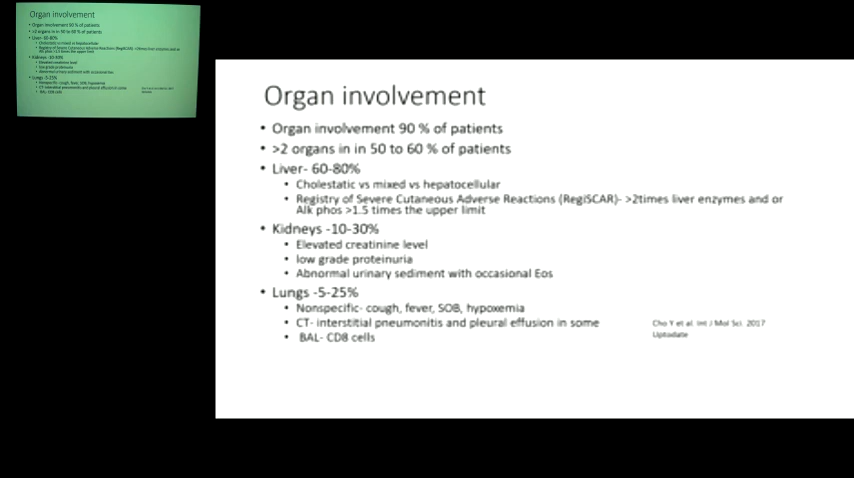 Organ involvement
• Organ involvement 90 % of patients
• >2 organs in in 50 to 60 % of patients
• Liver- 60-80%
• Cholestatic vs mixed vs hepatocellular
• Registry of Severe Cutaneous Adverse Reactions (RegiSCAR)- >2times liver enzymes and or
Alk phos >1.5 times the upper limit
• Kidneys -10-30%
• Elevated creatinine level
• low grade proteinuria
• Abnormal urinary sediment with occasional Eos
• Lungs -5-25%
• Nonspecific- cough, fever, SOB, hypoxemia
• CT- interstitial pneumonitis and pleural effusion in some
• BAL- CD8 cells
Cho Y et al. Int J Mol Sci. 2017
Uptodate